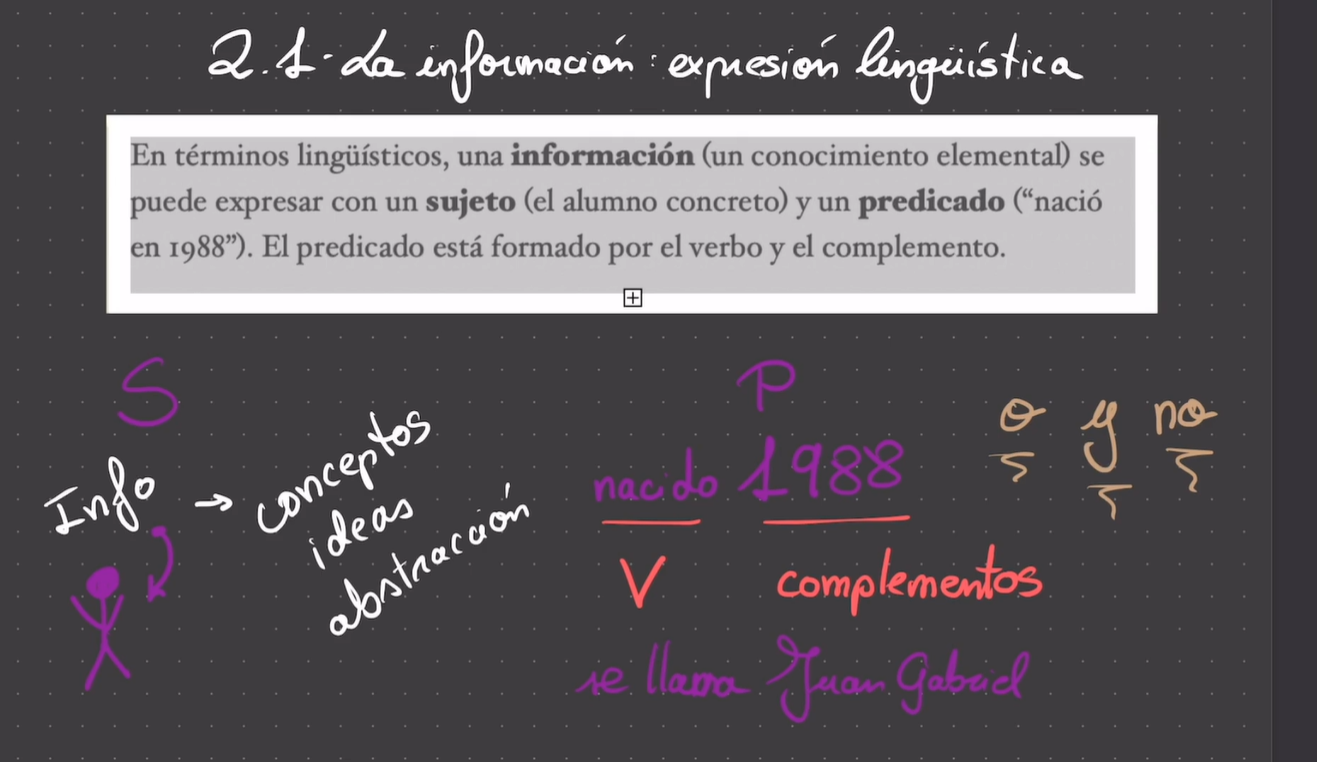 2.1. La información: expresión lingüística
En términos lingüísticos, una información (un conocimiento elemental) se
puede expresar con un sujeto (el alumno concreto) y un predicado (“nació
en 1988”). El predicado está formado por el verbo y el complemento.
S
P
Info → conceptos
ideas
abstracción
nacido 1988
o y no
V complementos
se llama Juan Gabriel